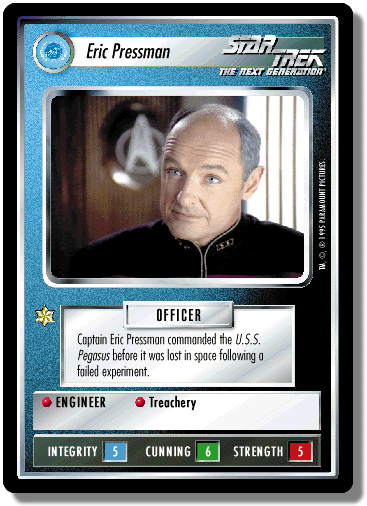 Eric Pressman
STAR TREK
THE NEXT GENERATION®
TM, ©, ® 1995 PARAMOUNT PICTURES.
OFFICER
Captain Eric Pressman commanded the U.S.S.
Pegasus before it was lost in space following a
failed experiment.
ENGINEER Treachery
INTEGRITY 5 CUNNING 6 STRENGTH 5